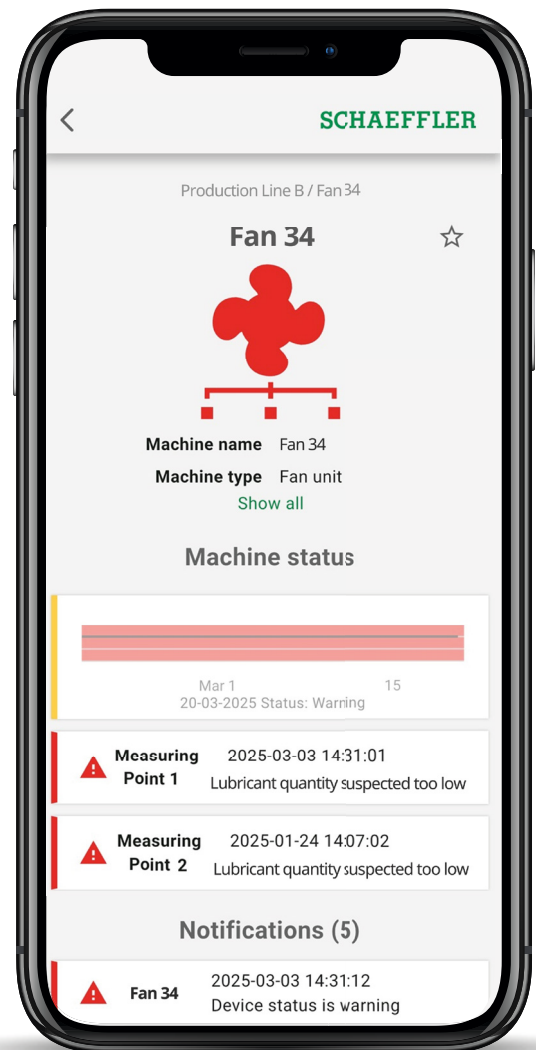 SCHAEFFLER
Production Line B / Fan 34
Fan 34
Machine name Fan 34
Machine type Fan unit
Show all
Machine status
Mar 1 15
20-03-2025 Status: Warning
Measuring Point 1
2025-03-03 14:31:01
Lubricant quantity suspected too low
Measuring Point 2
2025-01-24 14:07:02
Lubricant quantity suspected too low
Notifications (5)
Fan 34
2025-03-03 14:31:12
Device status is warning